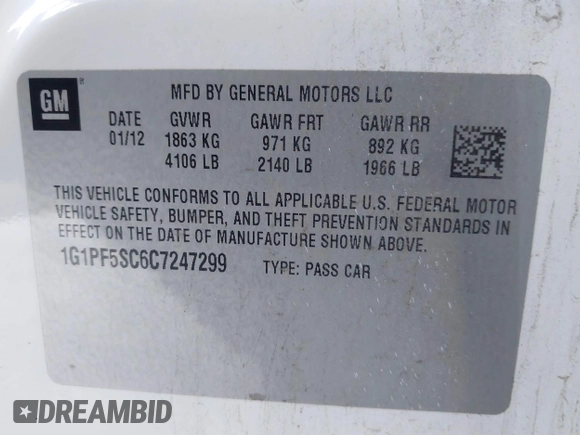 GM
MFD BY GENERAL MOTORS LLC
DATE GVWR GAWR FRT GAWR RR
01/12 1863 KG 971 KG 892 KG
4106 LB 2140 LB 1966 LB
THIS VEHICLE CONFORMS TO ALL APPLICABLE U.S. FEDERAL MOTOR
VEHICLE SAFETY, BUMPER, AND THEFT PREVENTION STANDARDS IN
EFFECT ON THE DATE OF MANUFACTURE SHOWN ABOVE.
1G1PF5SC6C7247299 TYPE: PASS CAR
DREAMBID